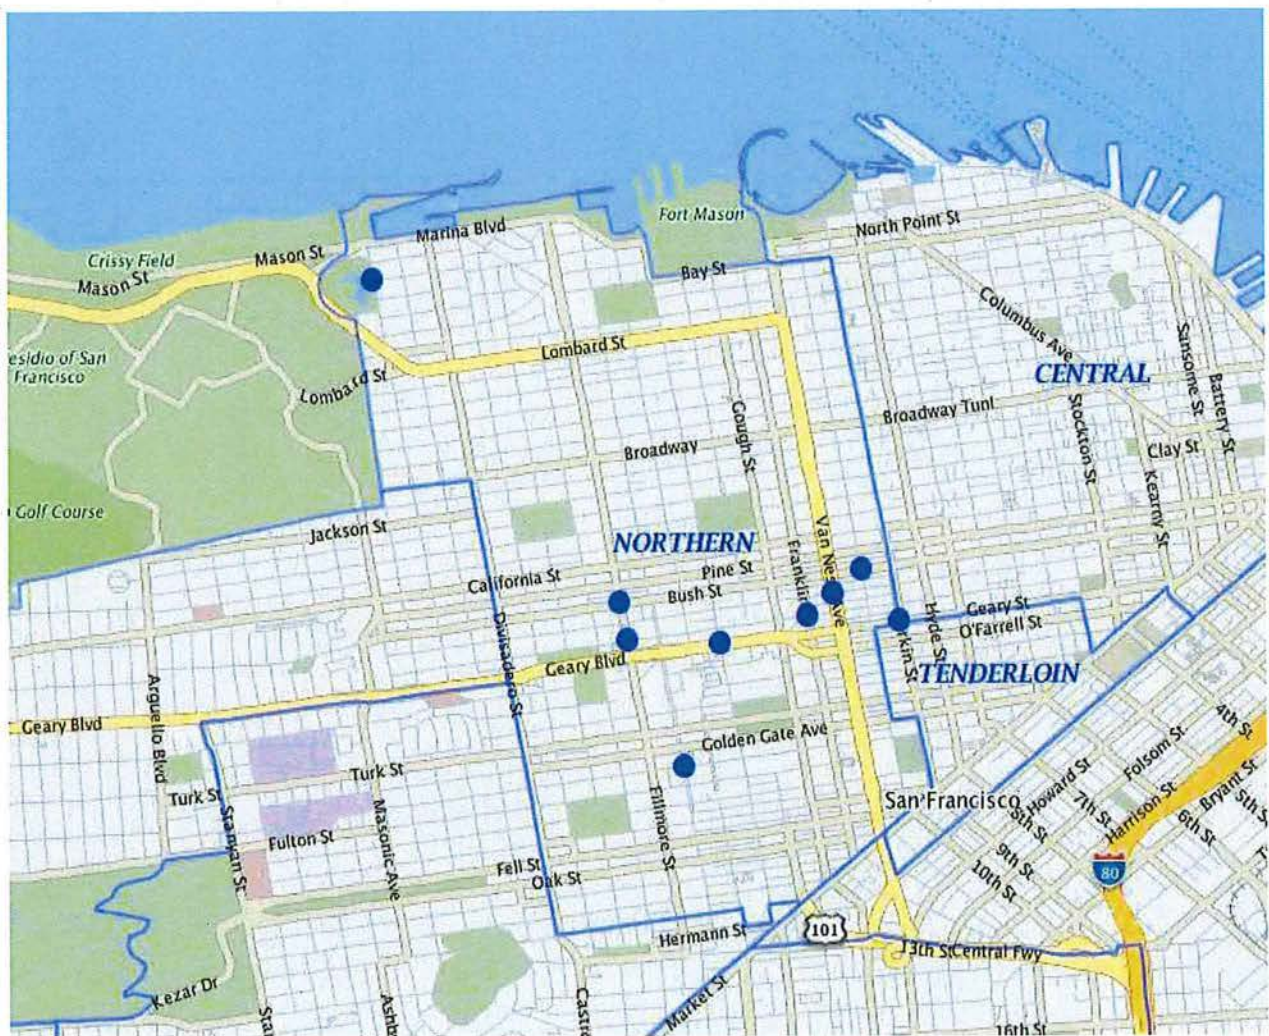 Fort Mason
North Point St
Marina Blvd
Mason St
Crissy Field
Mason St
Bay St
Columbus Ave
Lombard St
esidio of San
Francisco
Lombard St
CENTRAL
Sansome St
Battery St
Stockton St
Gough St
Broadway Tunl
Broadway
Clay St
Kearny St
Golf Course
Jackson St
NORTHERN
Van Ness Ave
Franklin
Pine St
California St
Bush St
Geary St
O'Farrell St
Hyde St
rkin St
Divisadero St
Geary Blvd
TENDERLOIN
Arguello Blvd
Geary Blvd
4th St
Golden Gate Ave
Folsom St
Turk St
Turk St
Bryant St
5th S
San Francisco
Howard St
7th St
Harrison St
8th St
6th St
Fillmore St
Masonic Ave
Stanyan St
Fulton St
Fell St
Oak St
9th St
10th St
80
101
Hermann St
13th St
Central Fwy
Kezar Dr
Market St
Sta
Ashb
Castr
16th St